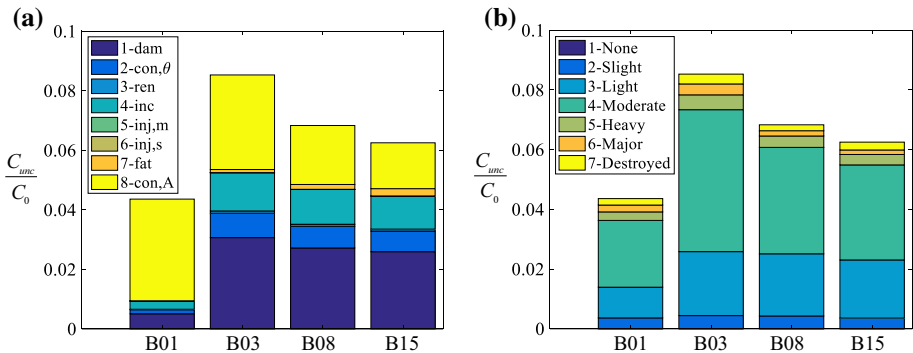 (a)
0.1
0.08
0.06
0.04
0.02
0
C_unc
C_0
1-dam
2-con,θ
3-ren
4-inc
5-inj,m
6-inj,s
7-fat
8-con,A
B01 B03 B08 B15
(b)
0.1
0.08
0.06
0.04
0.02
0
C_unc
C_0
1-None
2-Slight
3-Light
4-Moderate
5-Heavy
6-Major
7-Destroyed
B01 B03 B08 B15